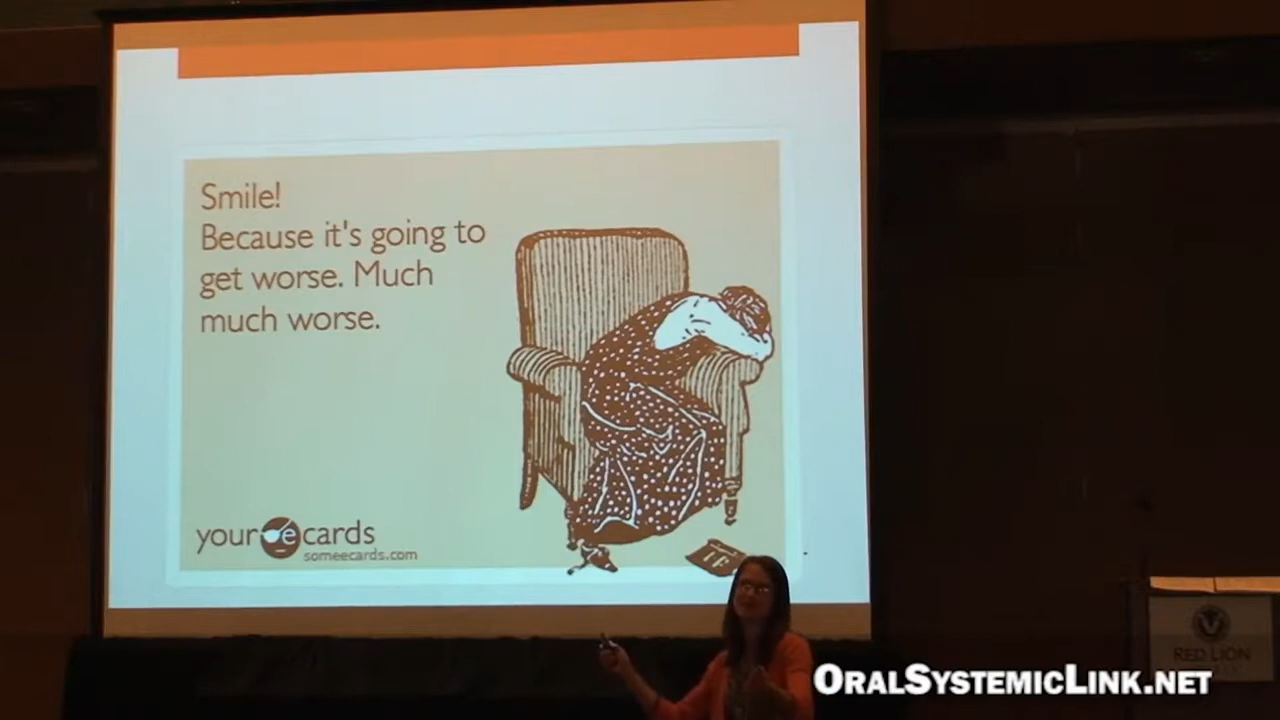 Smile!
Because it's going to
get worse. Much
much worse.
your e cards
someecards.com
RED LION
ORALSYSTEMICLINK.NET